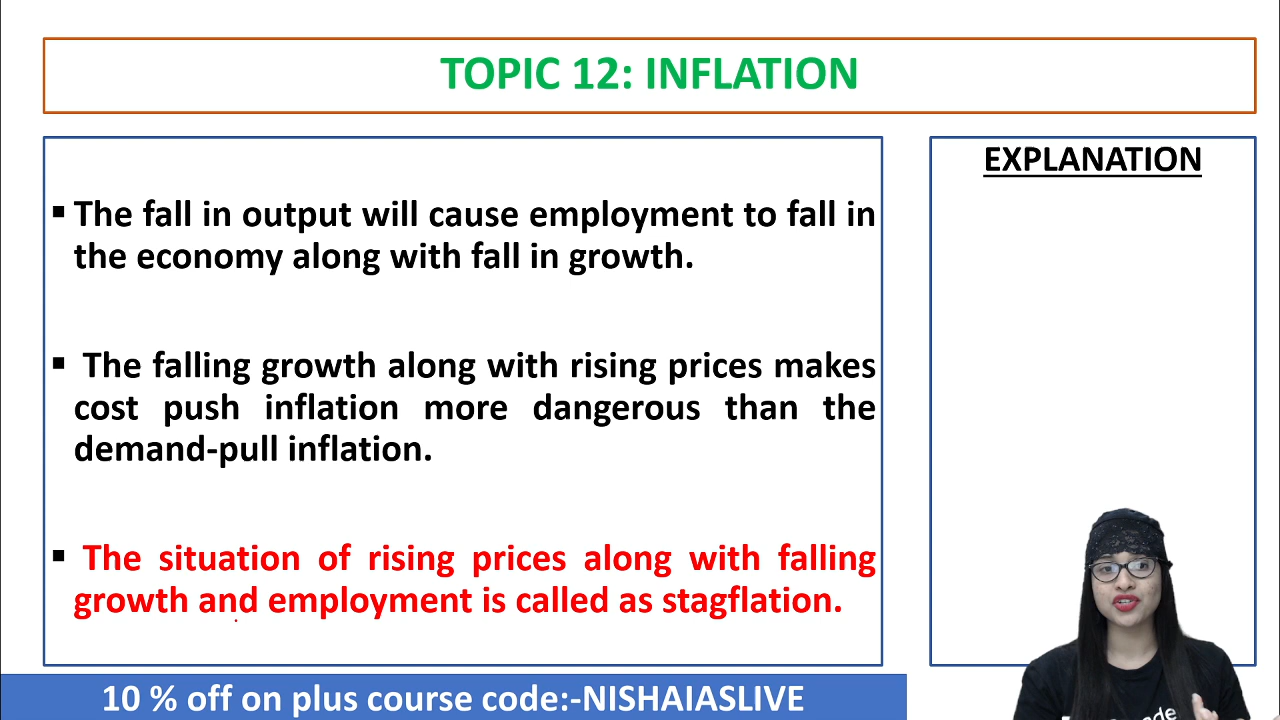 TOPIC 12: INFLATION
▪ The fall in output will cause employment to fall in
the economy along with fall in growth.
▪ The falling growth along with rising prices makes
cost push inflation more dangerous than the
demand-pull inflation.
▪ The situation of rising prices along with falling
growth and employment is called as stagflation.
EXPLANATION
10 % off on plus course code:-NISHAIASLIVE